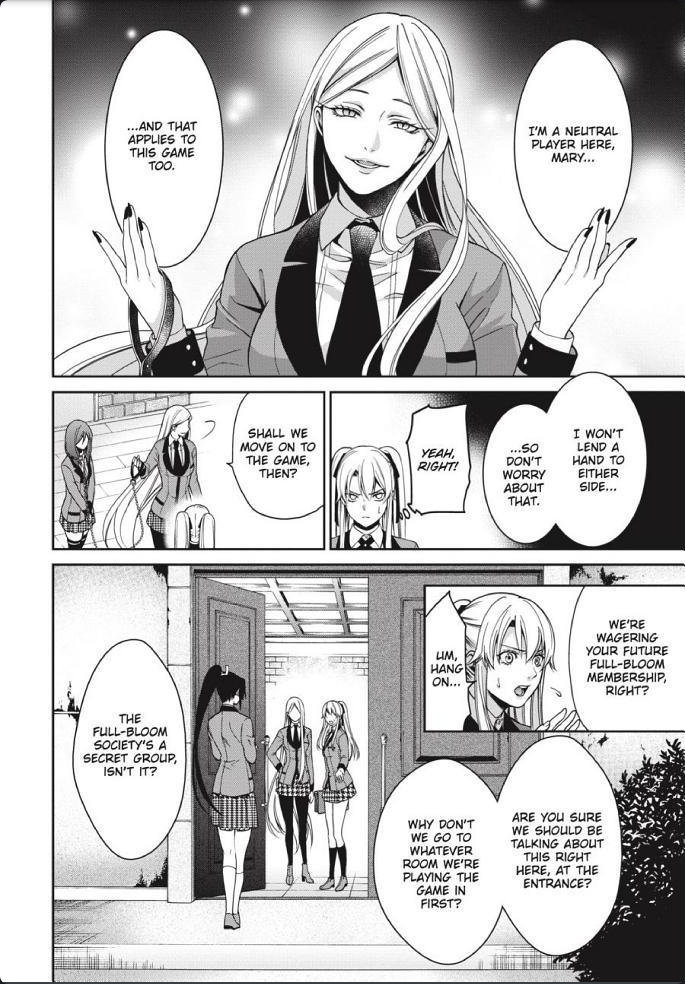 I'M A NEUTRAL
PLAYER HERE,
MARY...
...AND THAT
APPLIES TO
THIS GAME
TOO.
I WON'T
LEND A
HAND TO
EITHER
SIDE...
...SO
DON'T
WORRY
ABOUT
THAT.
YEAH,
RIGHT!
SHALL WE
MOVE ON TO
THE GAME,
THEN?
WE'RE
WAGERING
YOUR FUTURE
FULL-BLOOM
MEMBERSHIP,
RIGHT?
UM,
HANG
ON...
ARE YOU SURE
WE SHOULD BE
TALKING ABOUT
THIS RIGHT
HERE, AT THE
ENTRANCE?
WHY DON'T
WE GO TO
WHATEVER
ROOM WE'RE
PLAYING THE
GAME IN
FIRST?
THE
FULL-BLOOM
SOCIETY'S A
SECRET GROUP,
ISN'T IT?